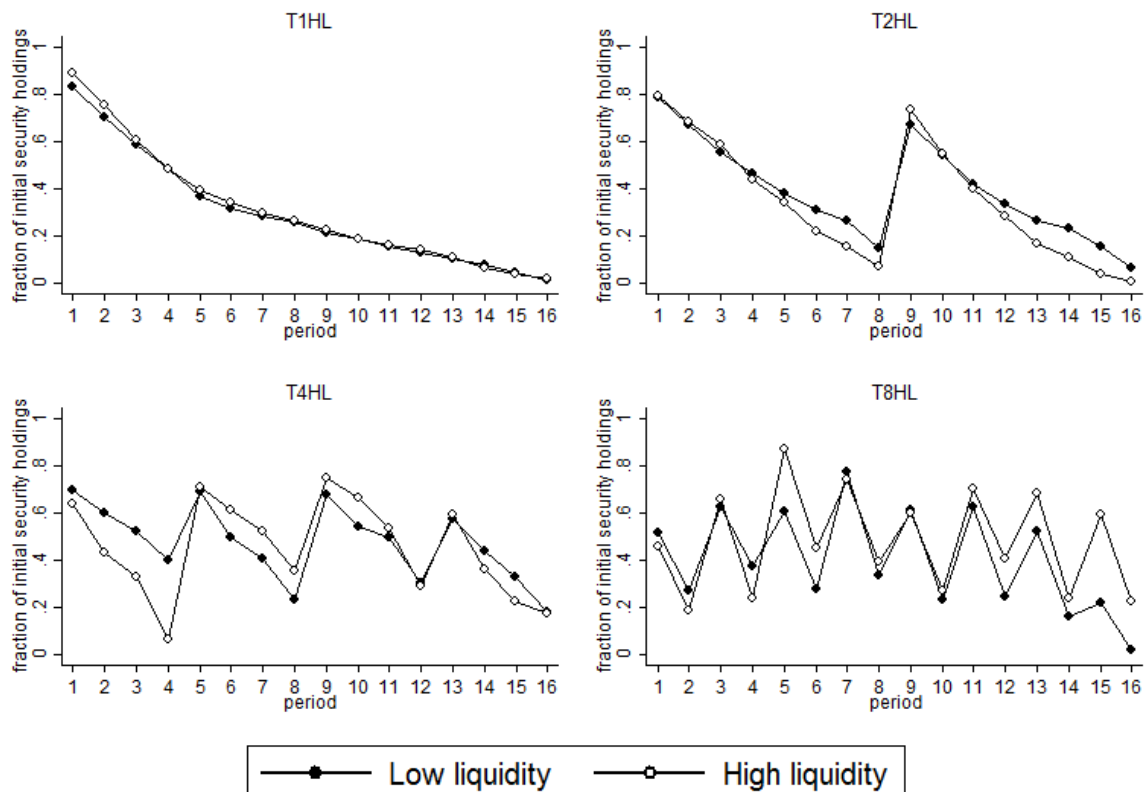 T1HL
fraction of initial security holdings
0 .2 .4 .6 .8 1
1 2 3 4 5 6 7 8 9 10 11 12 13 14 15 16
period
T2HL
fraction of initial security holdings
0 .2 .4 .6 .8 1
1 2 3 4 5 6 7 8 9 10 11 12 13 14 15 16
period
T4HL
fraction of initial security holdings
0 .2 .4 .6 .8 1
1 2 3 4 5 6 7 8 9 10 11 12 13 14 15 16
period
T8HL
fraction of initial security holdings
0 .2 .4 .6 .8 1
1 2 3 4 5 6 7 8 9 10 11 12 13 14 15 16
period
Low liquidity High liquidity